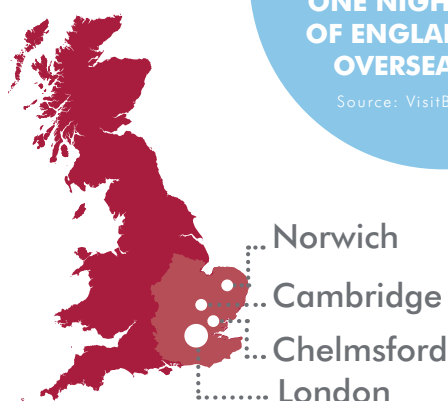 ONE NIGH
OF ENGLA
OVERSEA
Source: VisitB
Norwich
Cambridge
Chelmsford
London